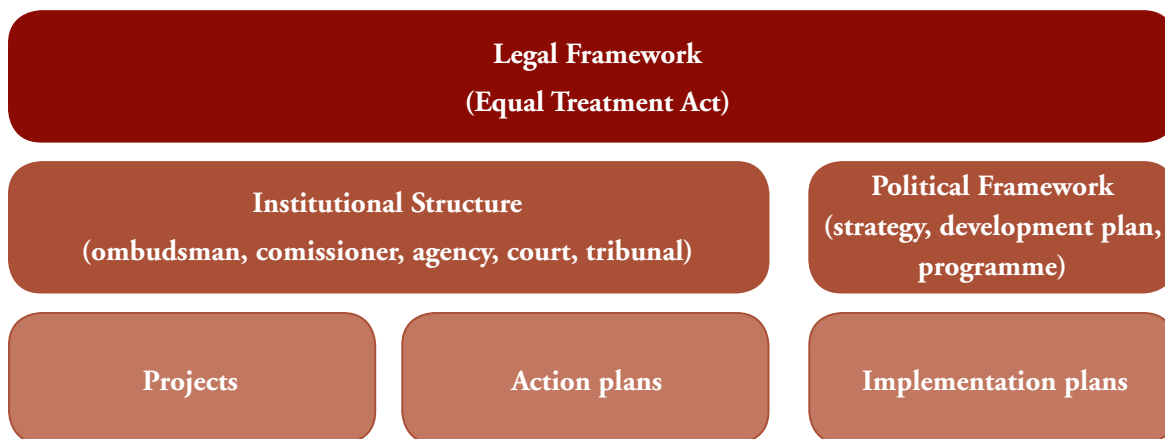 Legal Framework
(Equal Treatment Act)
Institutional Structure
(ombudsman, comissioner, agency, court, tribunal)
Political Framework
(strategy, development plan,
programme)
Projects
Action plans
Implementation plans